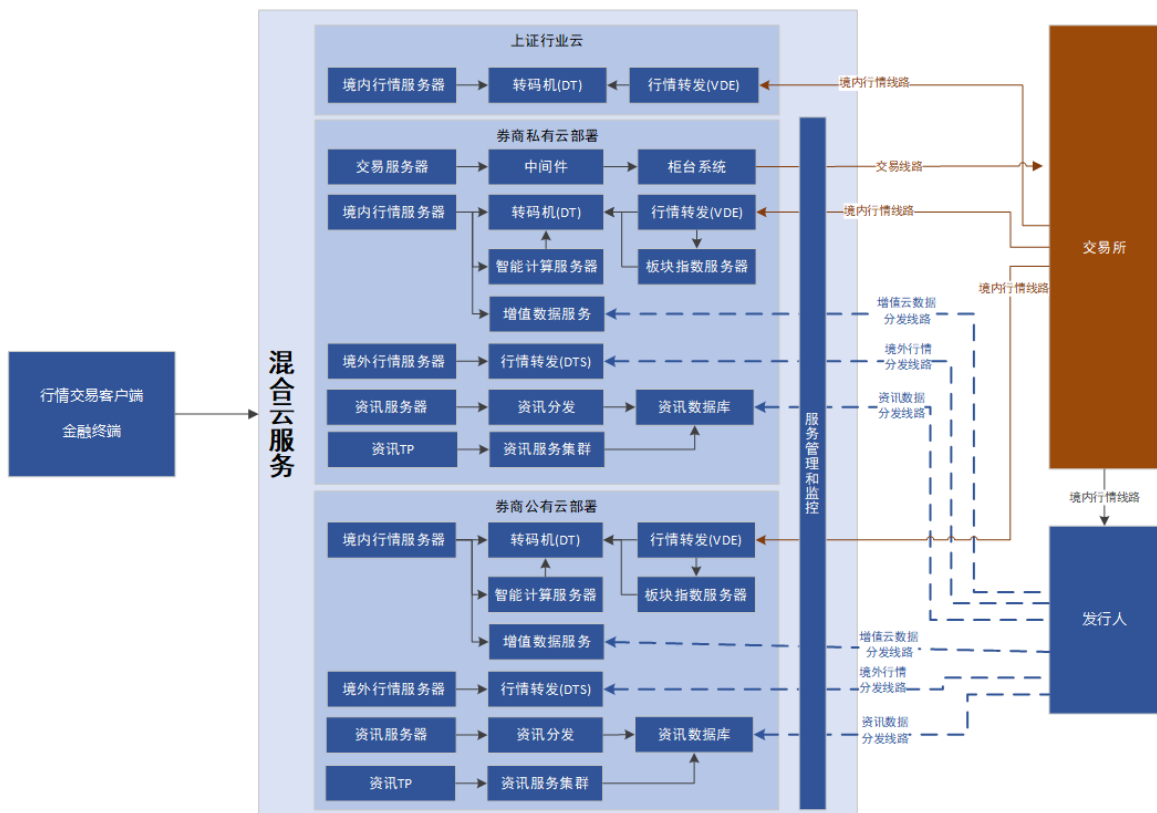 上证行业云
境内行情服务器
转码机(DT)
行情转发(VDE)
境内行情线路
券商私有云部署
交易服务器
中间件
柜台系统
交易线路
境内行情服务器
转码机(DT)
行情转发(VDE)
境内行情线路
智能计算服务器
板块指数服务器
境内行情线路
增值数据服务
增值云数据
分发线路
境外行情服务器
行情转发(DTS)
境外行情
分发线路
资讯服务器
资讯分发
资讯数据库
资讯数据
分发线路
资讯TP
资讯服务集群
混合云服务
行情交易客户端
金融终端
服务管理和监控
交易所
境内行情线路
发行人
券商公有云部署
境内行情服务器
转码机(DT)
行情转发(VDE)
智能计算服务器
板块指数服务器
增值数据服务
增值云数据
分发线路
境外行情服务器
行情转发(DTS)
境外行情
分发线路
资讯服务器
资讯分发
资讯数据库
资讯数据
分发线路
资讯TP
资讯服务集群